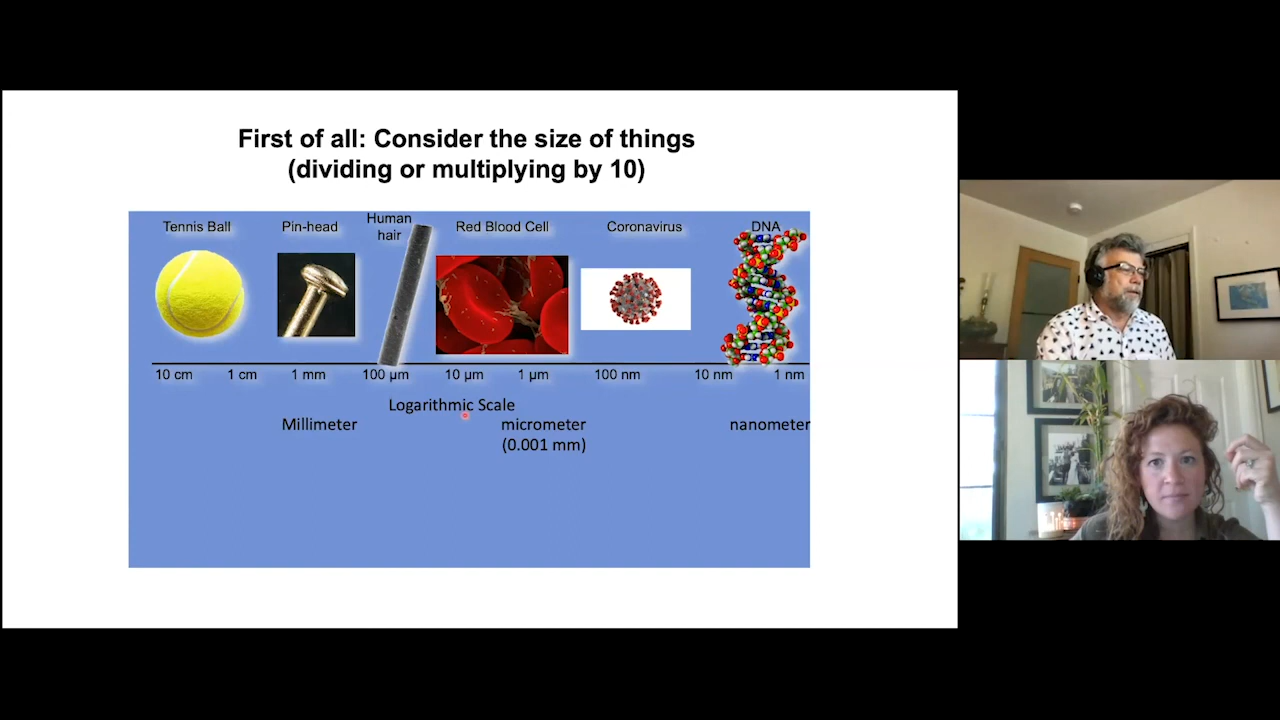 First of all: Consider the size of things
(dividing or multiplying by 10)
Tennis Ball
Pin-head
Human
hair
Red Blood Cell
Coronavirus
DNA
10 cm
1 cm
1 mm
100 µm
10 µm
1 µm
100 nm
10 nm
1 nm
Logarithmic Scale
Millimeter
micrometer
(0.001 mm)
nanometer